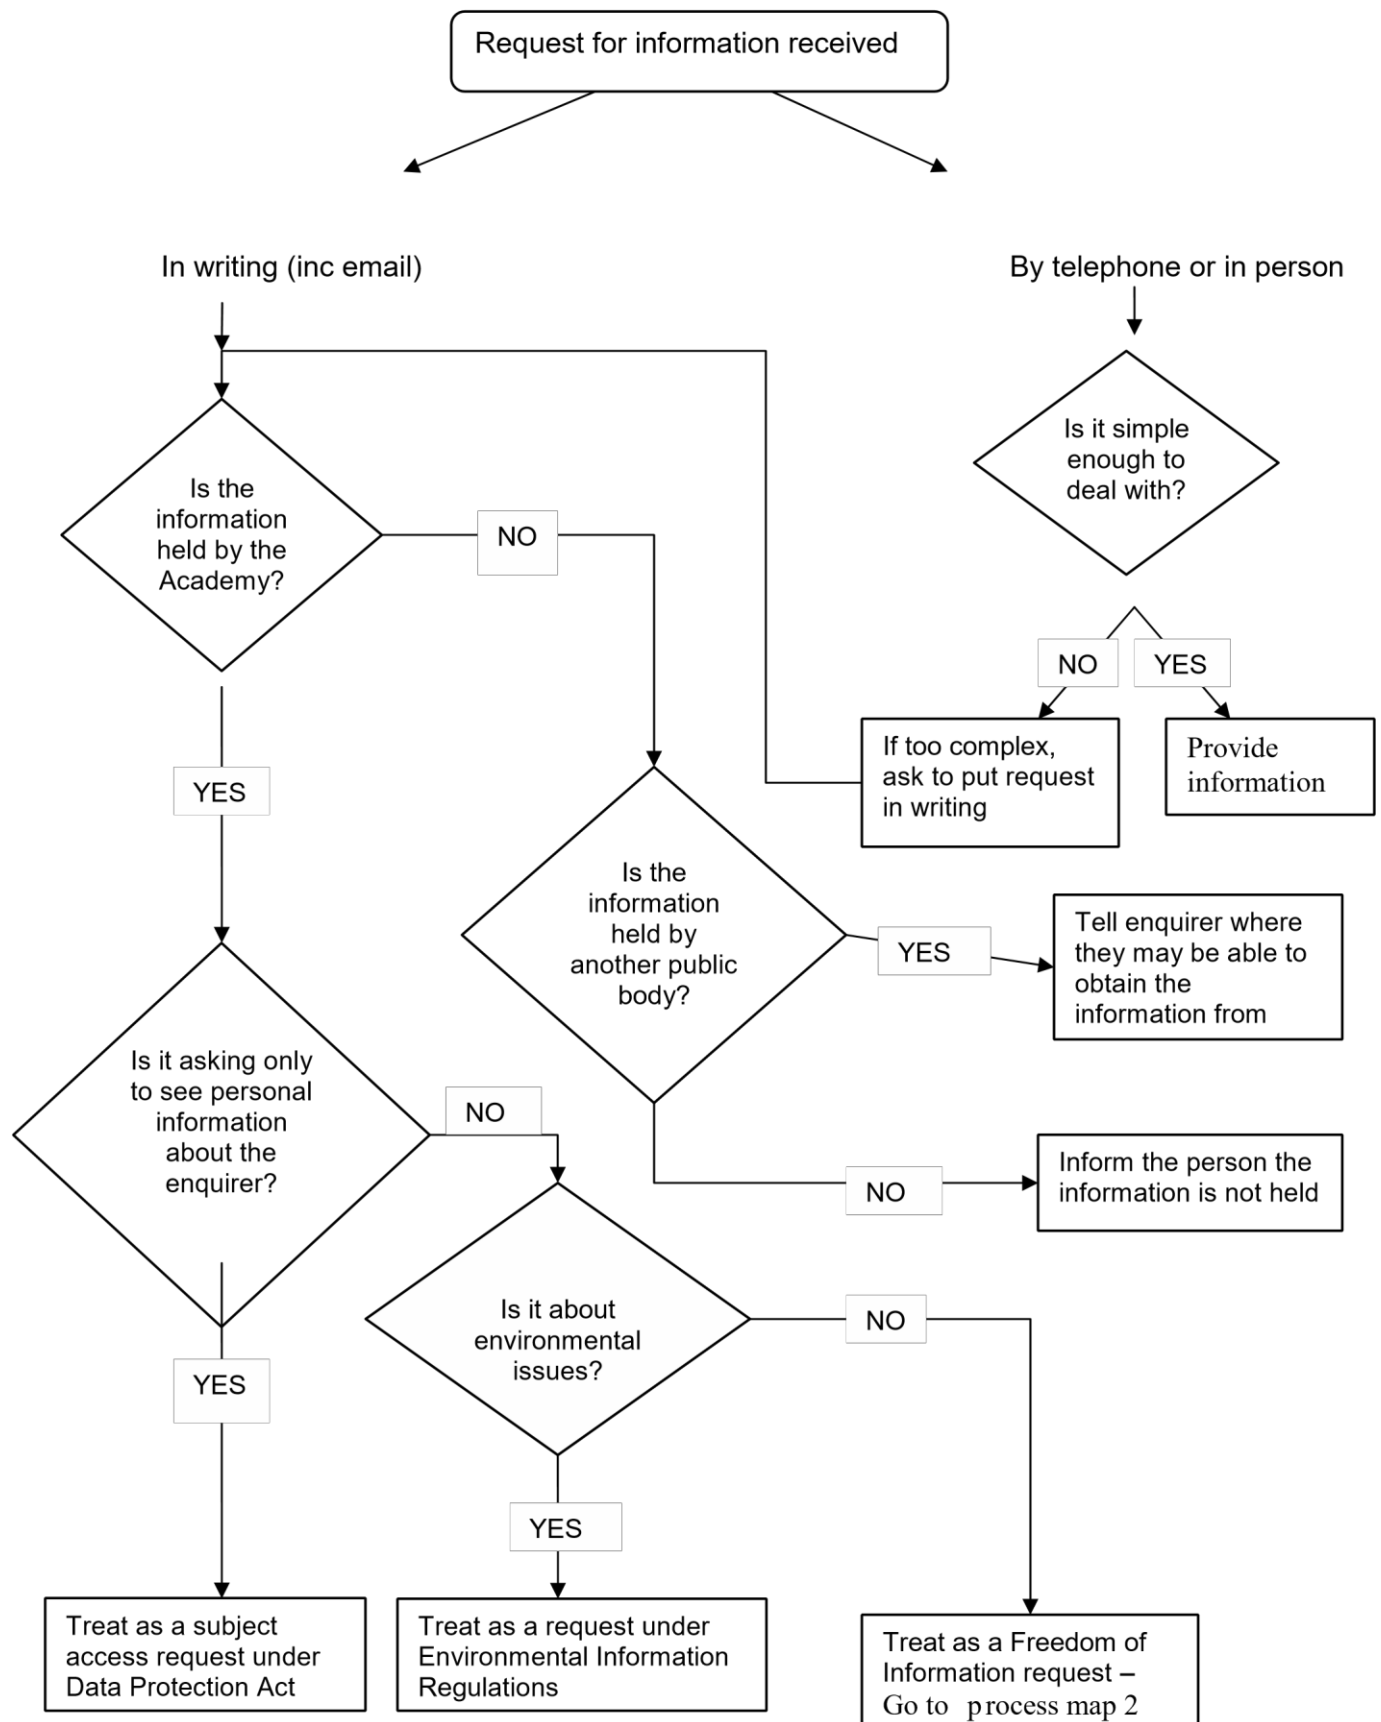 Request for information received
In writing (inc email)
By telephone or in person
Is it simple
enough to
deal with?
Is the
information
held by the
Academy?
NO
NO
YES
If too complex,
ask to put request
in writing
Provide
information
YES
Is the
information
held by
another public
body?
YES
Tell enquirer where
they may be able to
obtain the
information from
Is it asking only
to see personal
information
about the
enquirer?
NO
Inform the person the
information is not held
NO
Is it about
environmental
issues?
NO
YES
YES
Treat as a subject
access request under
Data Protection Act
Treat as a request under
Environmental Information
Regulations
Treat as a Freedom of
Information request –
Go to process map 2